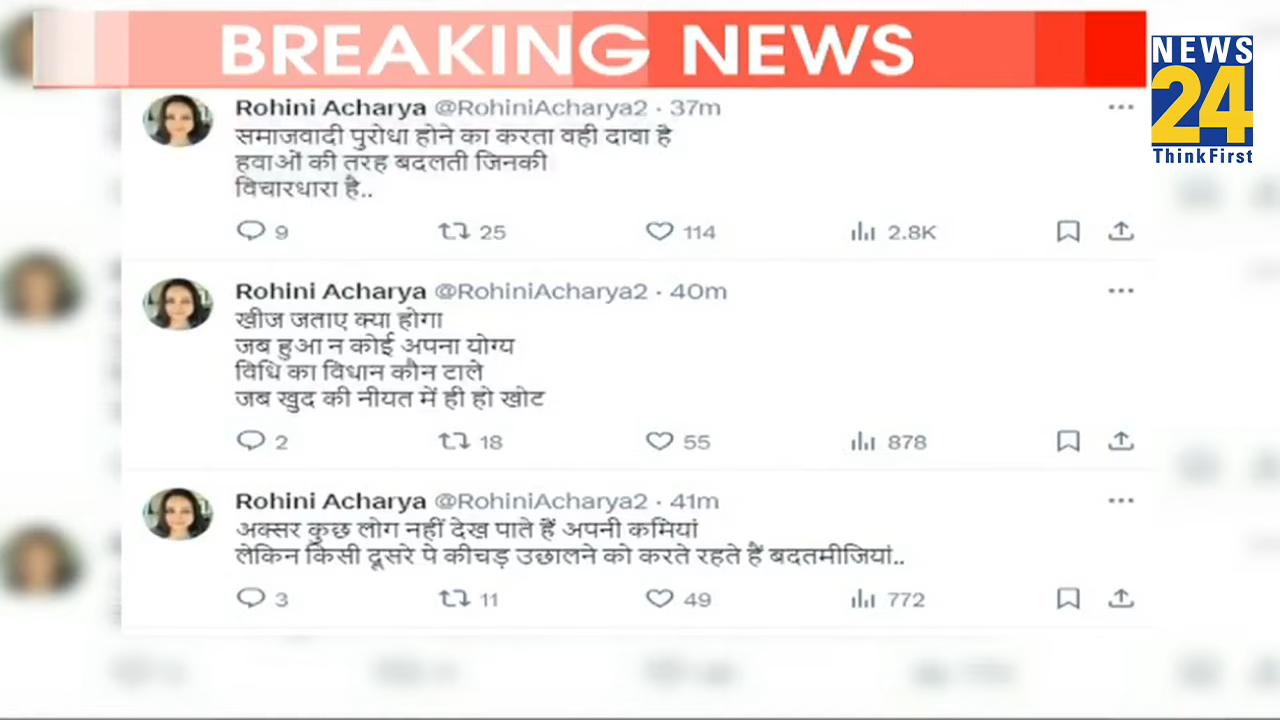 BREAKING NEWS
NEWS
24
ThinkFirst
Rohini Acharya @RohiniAcharya2 · 37m
समाजवादी पुरोधा होने का करता वही दावा है
हवाओं की तरह बदलती जिनकी
विचारधारा है..
9 25 114 2.8K
Rohini Acharya @RohiniAcharya2 · 40m
खीज जताए क्या होगा
जब हुआ न कोई अपना योग्य
विधि का विधान कौन टाले
जब खुद की नीयत में ही हो खोट
2 18 55 878
Rohini Acharya @RohiniAcharya2 · 41m
अक्सर कुछ लोग नहीं देख पाते हैं अपनी कमियां
लेकिन किसी दूसरे पे कीचड़ उछालने को करते रहते हैं बदतमीजियां..
3 11 49 772